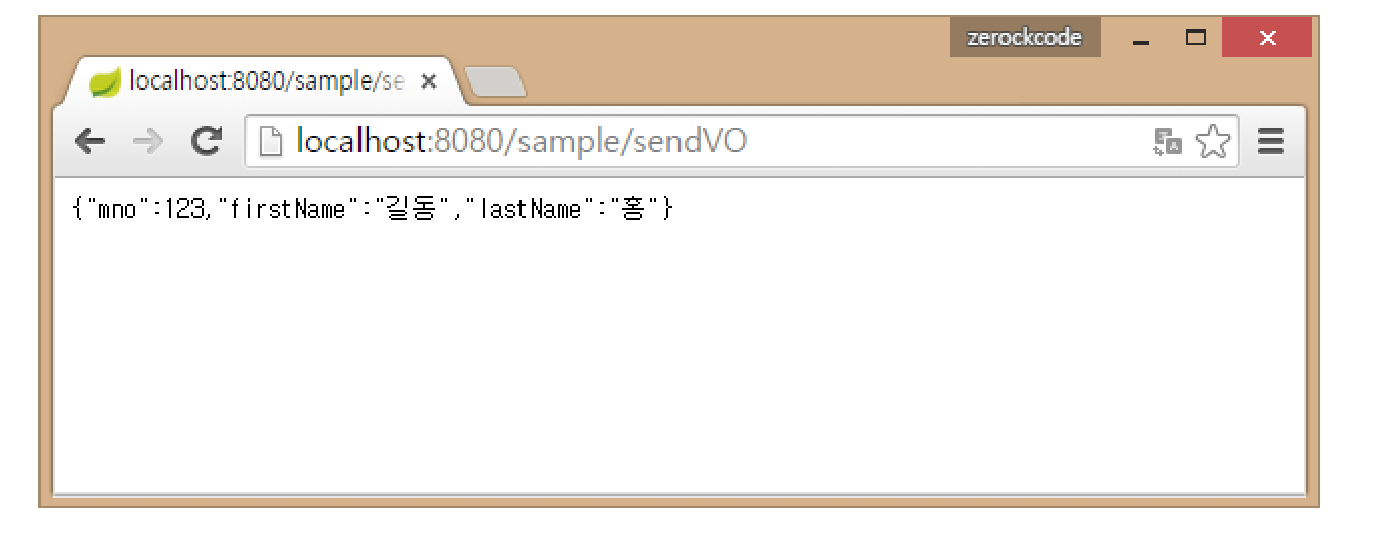 zerockcode
localhost:8080/sample/se
localhost:8080/sample/sendVO
{"mno":123,"firstName":"길동","lastName":"홍"}